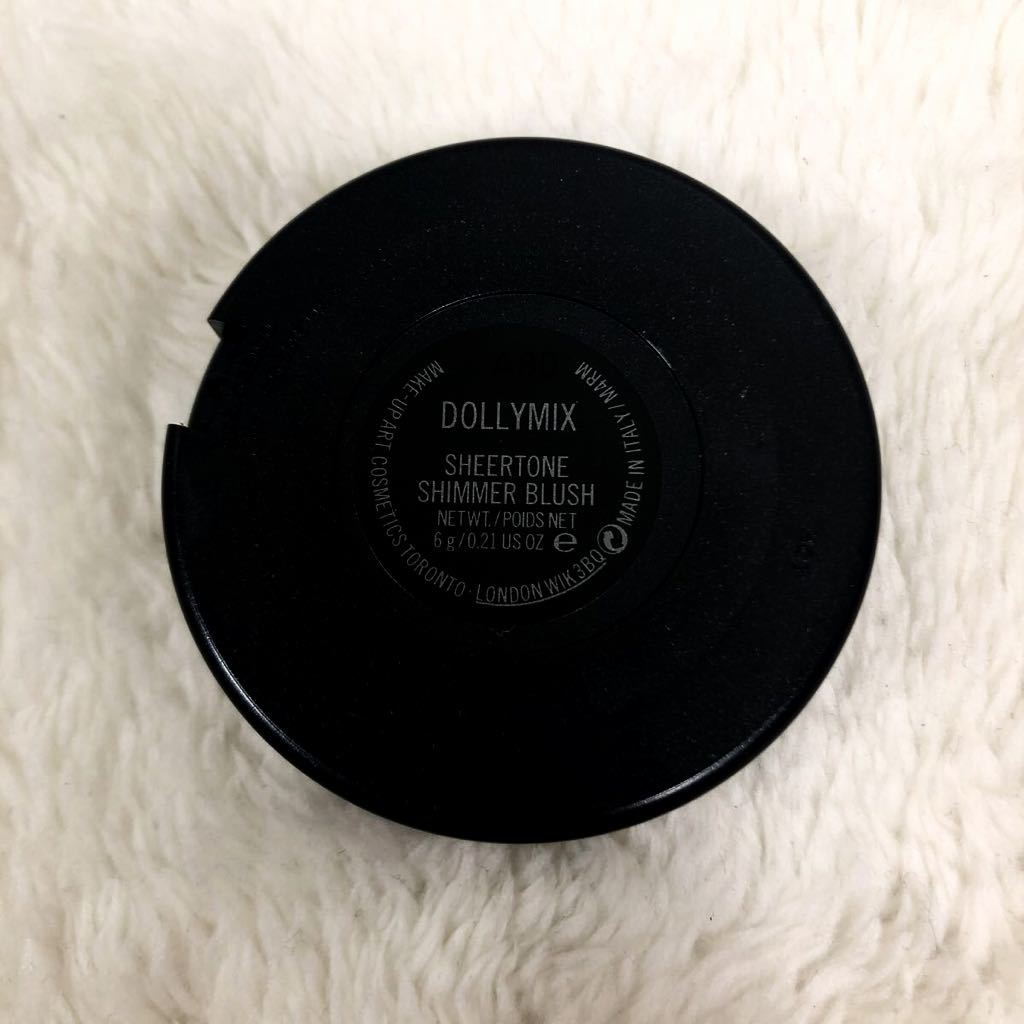 DOLLYMIX
SHEERTONE
SHIMMER BLUSH
NET WT./POIDS NET
6 g/0.21 US OZ ℮
MAKE-UP ART COSMETICS TORONTO · LONDON W1K 3BQ
MADE IN ITALY / M4RM